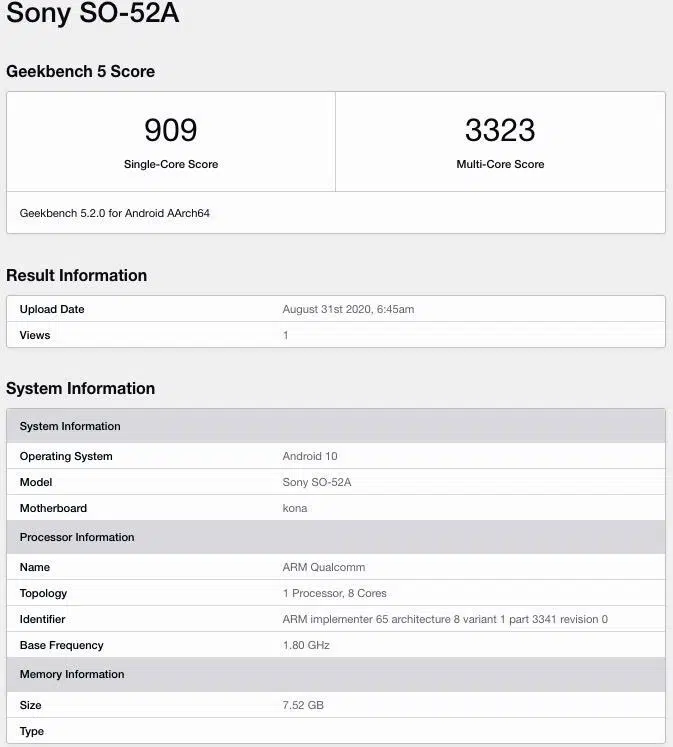 Sony SO-52A
Geekbench 5 Score
909
Single-Core Score
3323
Multi-Core Score
Geekbench 5.2.0 for Android AArch64
Result Information
Upload Date August 31st 2020, 6:45am
Views 1
System Information
System Information
Operating System Android 10
Model Sony SO-52A
Motherboard kona
Processor Information
Name ARM Qualcomm
Topology 1 Processor, 8 Cores
Identifier ARM implementer 65 architecture 8 variant 1 part 3341 revision 0
Base Frequency 1.80 GHz
Memory Information
Size 7.52 GB
Type